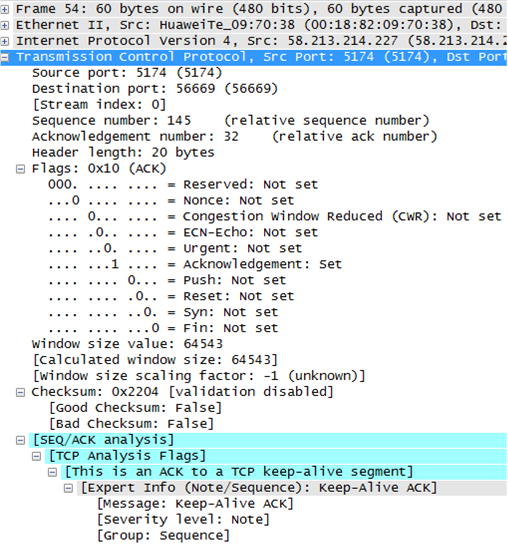 Frame 54: 60 bytes on wire (480 bits), 60 bytes captured (480
Ethernet II, Src: HuaweiTe_09:70:38 (00:18:82:09:70:38), Dst:
Internet Protocol Version 4, Src: 58.213.214.227 (58.213.214.2
Transmission Control Protocol, Src Port: 5174 (5174), Dst Port
Source port: 5174 (5174)
Destination port: 56669 (56669)
[Stream index: 0]
Sequence number: 145 (relative sequence number)
Acknowledgement number: 32 (relative ack number)
Header length: 20 bytes
Flags: 0x10 (ACK)
000. .... .... = Reserved: Not set
...0 .... .... = Nonce: Not set
.... 0... .... = Congestion Window Reduced (CWR): Not set
.... .0.. .... = ECN-Echo: Not set
.... ..0. .... = Urgent: Not set
.... ...1 .... = Acknowledgement: Set
.... .... 0... = Push: Not set
.... .... .0.. = Reset: Not set
.... .... ..0. = Syn: Not set
.... .... ...0 = Fin: Not set
Window size value: 64543
[Calculated window size: 64543]
[Window size scaling factor: -1 (unknown)]
Checksum: 0x2204 [validation disabled]
[Good Checksum: False]
[Bad Checksum: False]
[SEQ/ACK analysis]
[TCP Analysis Flags]
[This is an ACK to a TCP keep-alive segment]
[Expert Info (Note/Sequence): Keep-Alive ACK]
[Message: Keep-Alive ACK]
[Severity level: Note]
[Group: Sequence]